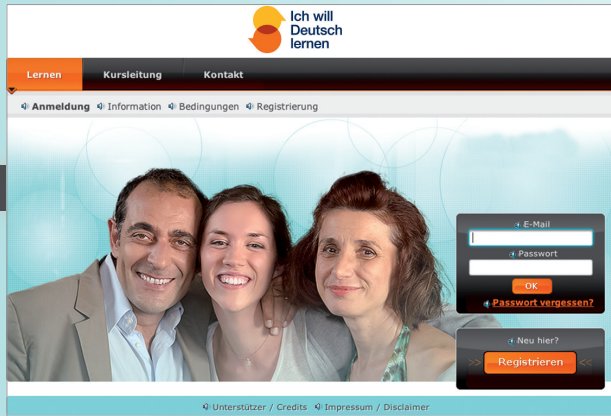 Ich will
Deutsch
lernen
Lernen Kursleitung Kontakt
Anmeldung Information Bedingungen Registrierung
E-Mail
Passwort
OK
Passwort vergessen?
Neu hier?
>> Registrieren <<
Unterstützer / Credits Impressum / Disclaimer